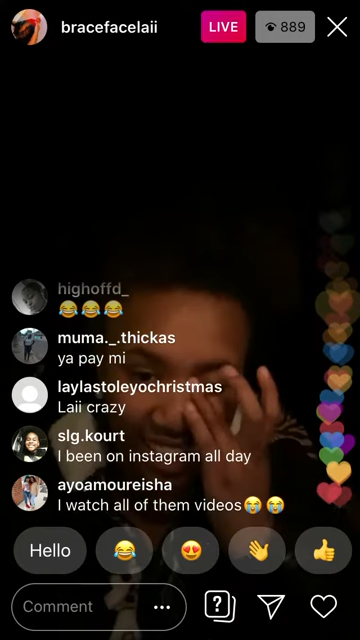 bracefacelaii
LIVE
889
highoffd_
😂😂😂
muma._.thickas
ya pay mi
laylastoleyochristmas
Laii crazy
slg.kourt
I been on instagram all day
ayoamoureisha
I watch all of them videos😭😭
Hello
😂
😍
👋
👍
Comment